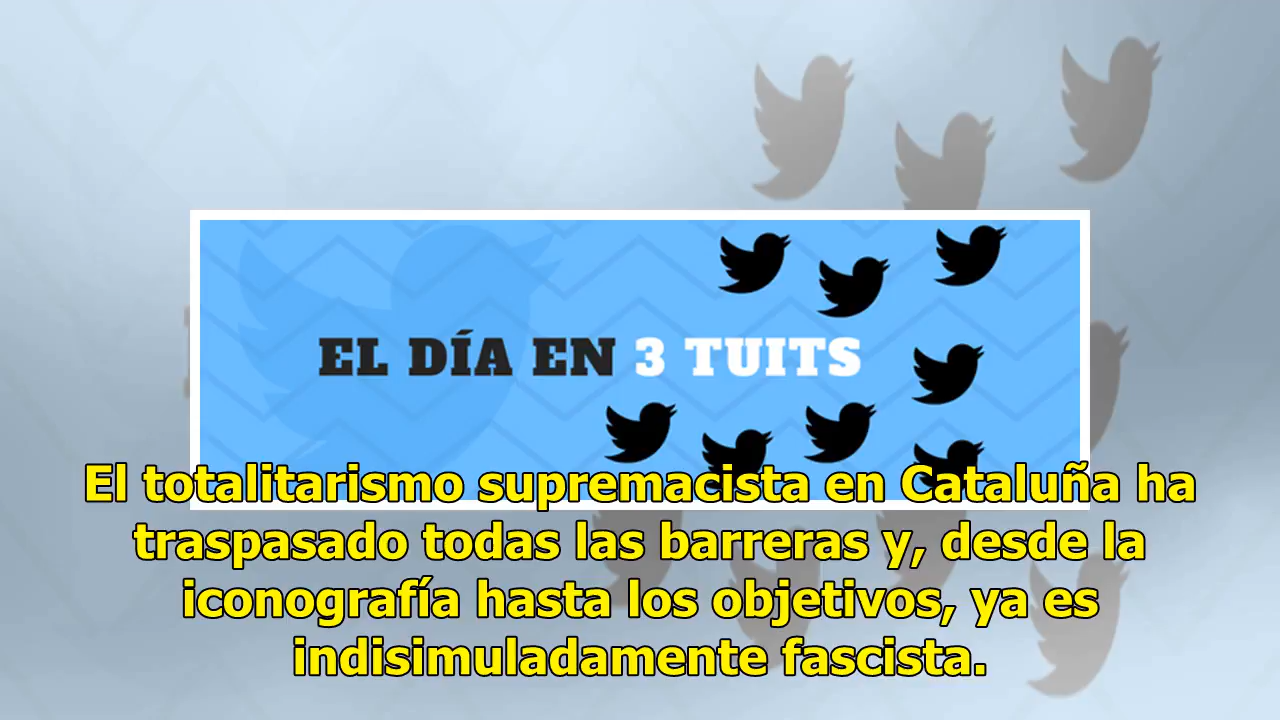 EL DÍA EN 3 TUITS
El totalitarismo supremacista en Cataluña ha
traspasado todas las barreras y, desde la
iconografía hasta los objetivos, ya es
indisimuladamente fascista.